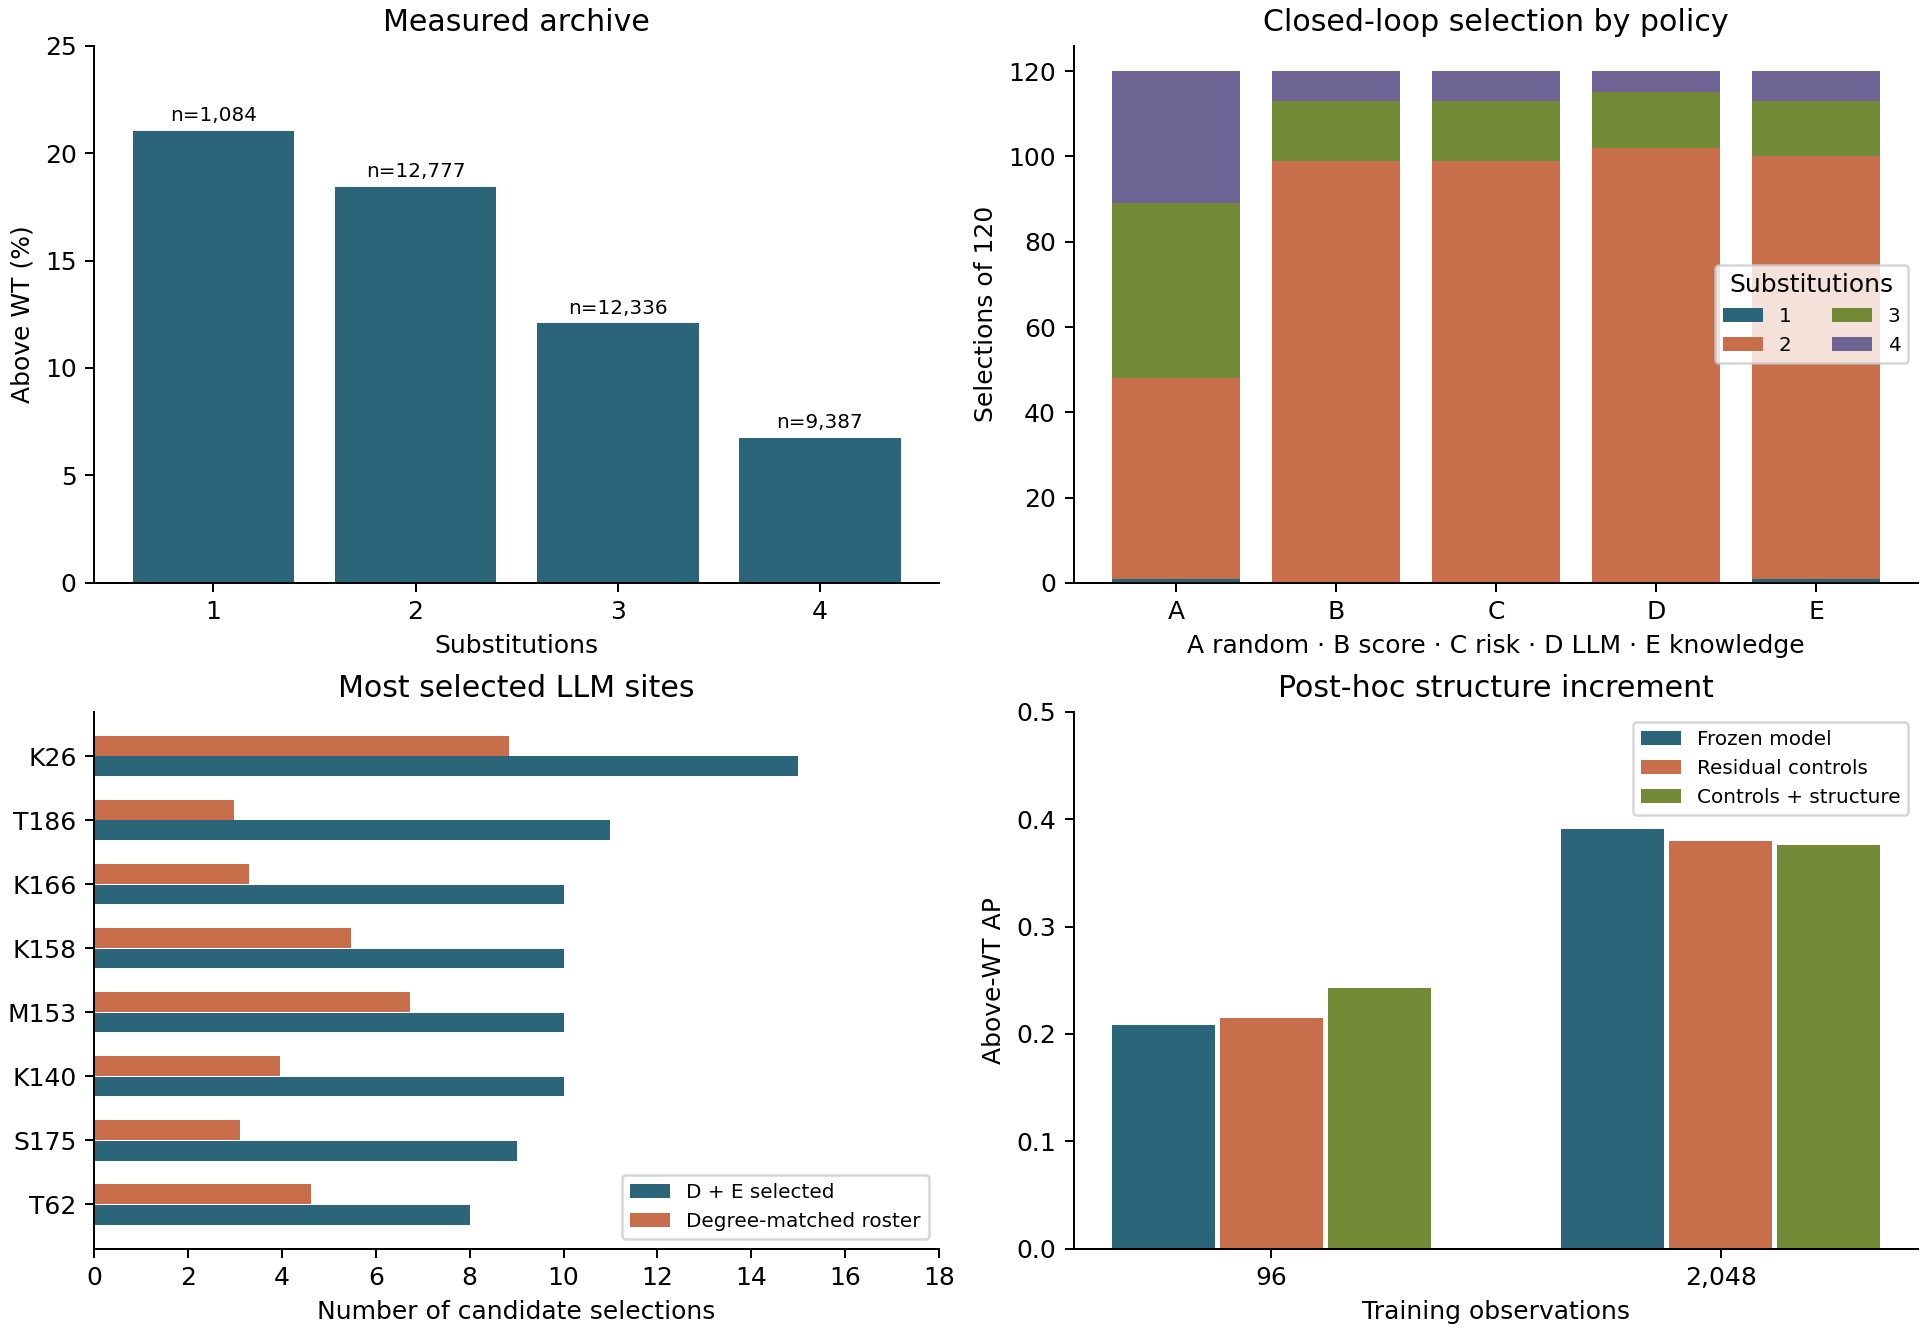 Measured archive
25
20
15
10
5
0
Above WT (%)
n=1,084
n=12,777
n=12,336
n=9,387
1
2
3
4
Substitutions
Closed-loop selection by policy
120
100
80
60
40
20
0
Selections of 120
Substitutions
1
2
3
4
A
B
C
D
E
A random · B score · C risk · D LLM · E knowledge
Most selected LLM sites
K26
T186
K166
K158
M153
K140
S175
T62
D + E selected
Degree-matched roster
0
2
4
6
8
10
12
14
16
18
Number of candidate selections
Post-hoc structure increment
0.5
0.4
0.3
0.2
0.1
0.0
Above-WT AP
Frozen model
Residual controls
Controls + structure
96
2,048
Training observations